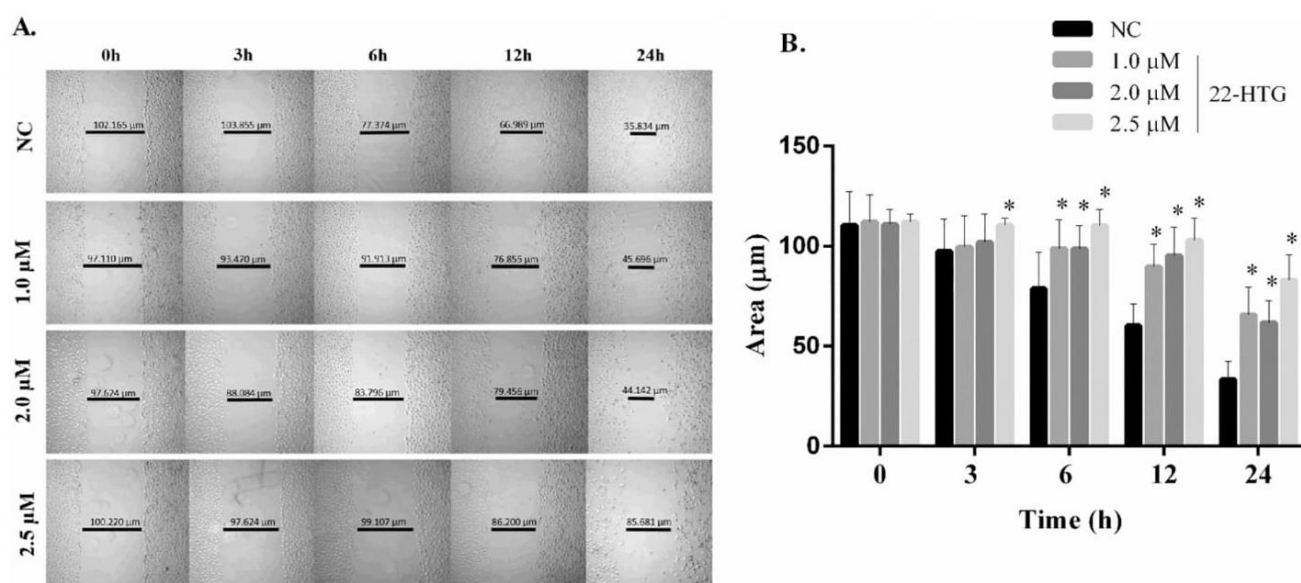 A.
0h 3h 6h 12h 24h
NC
102.165 µm 103.855 µm 77.374 µm 66.989 µm 35.834 µm
1.0 µM
97.110 µm 93.470 µm 91.913 µm 76.855 µm 45.696 µm
2.0 µM
97.624 µm 88.084 µm 83.796 µm 79.456 µm 44.142 µm
2.5 µM
100.220 µm 97.624 µm 99.107 µm 86.200 µm 85.681 µm
B.
NC
1.0 µM
2.0 µM
2.5 µM
22-HTG
Area (µm)
150
100
50
0
* * * * * * * * * *
0 3 6 12 24
Time (h)